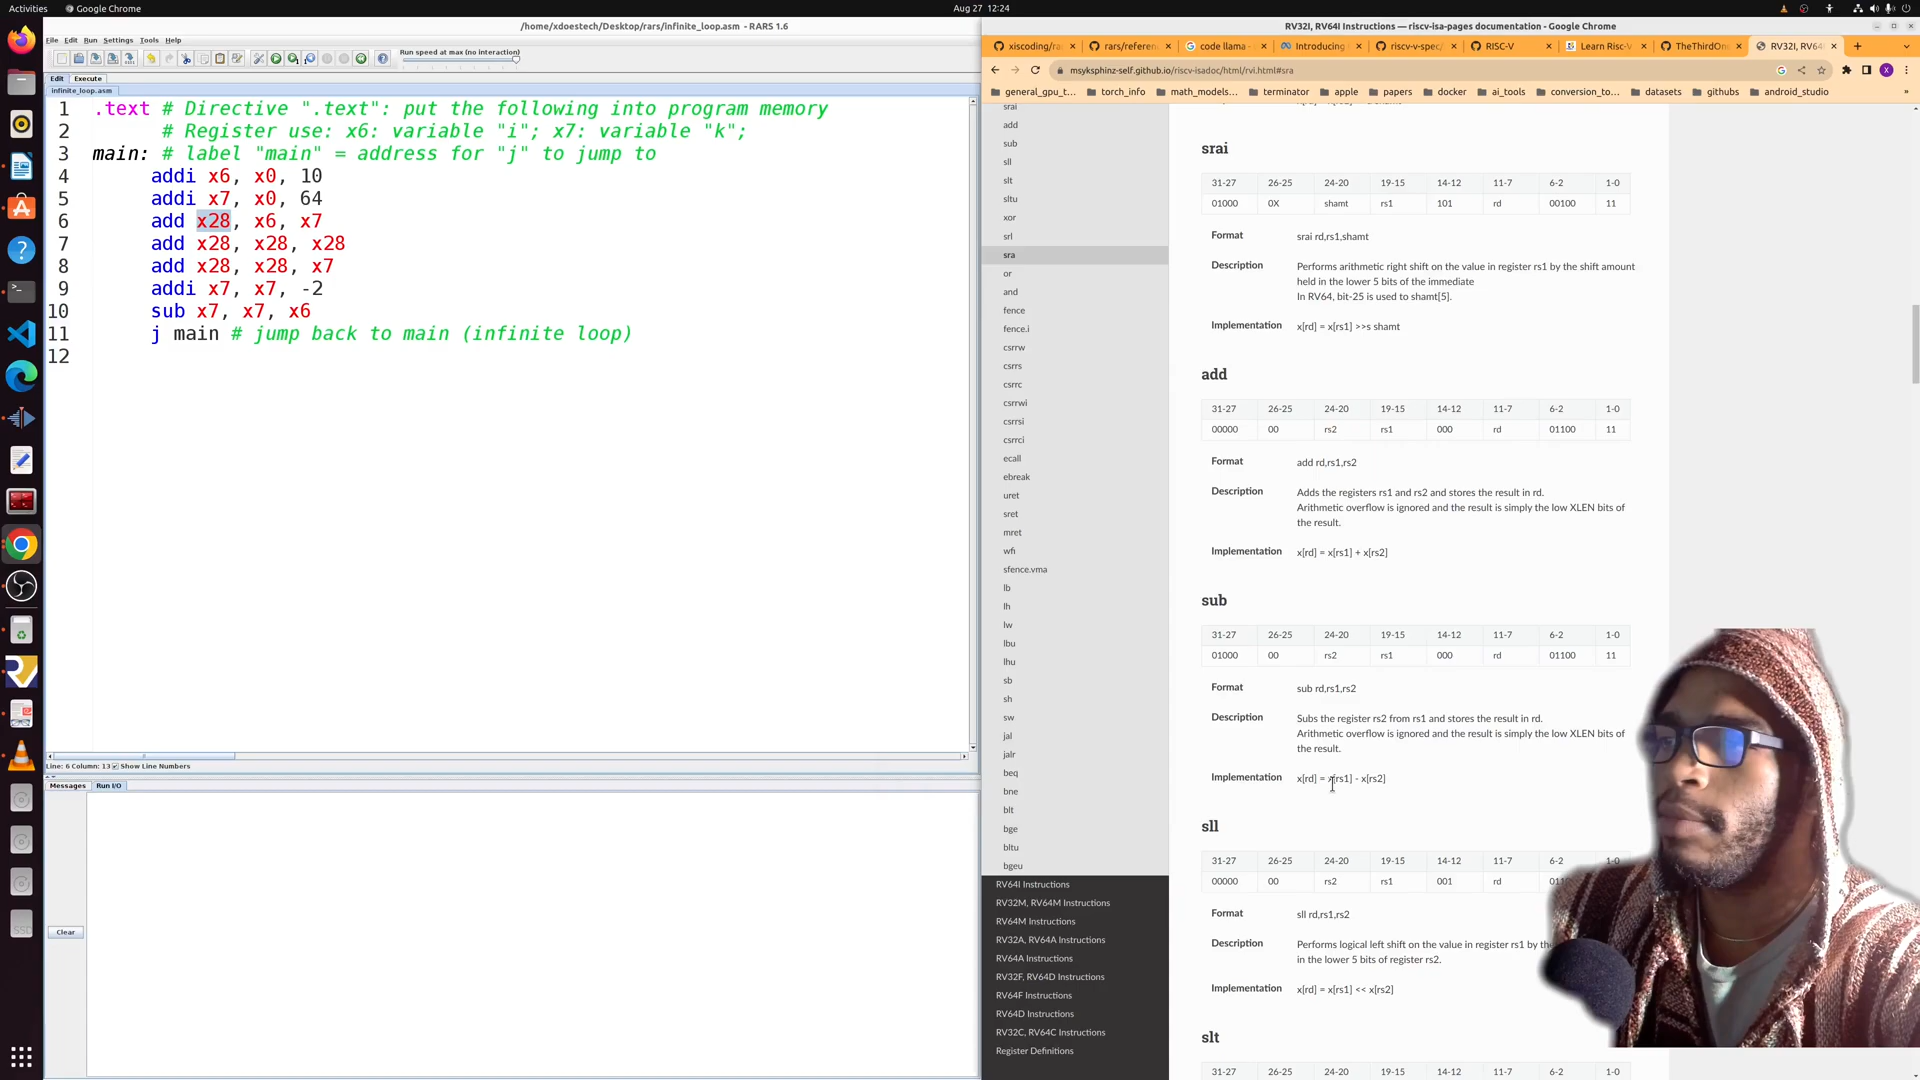 Activities
Google Chrome
Aug 27 12:24
/home/xdoestech/Desktop/rars/infinite_loop.asm - RARS 1.6
File Edit Run Settings Tools Help
Run speed at max (no interaction)
Edit Execute
infinite_loop.asm
1 .text # Directive ".text": put the following into program memory
2 # Register use: x6: variable "i"; x7: variable "k";
3 main: # label "main" = address for "j" to jump to
4 addi x6, x0, 10
5 addi x7, x0, 64
6 add x28, x6, x7
7 add x28, x28, x28
8 add x28, x28, x7
9 addi x7, x7, -2
10 sub x7, x7, x6
11 j main # jump back to main (infinite loop)
12
Line: 6 Column: 13 Show Line Numbers
Messages Run I/O
Clear
RV32I, RV64I Instructions — riscv-isa-pages documentation - Google Chrome
xiscoding/ra
rars/referen
code llama -
Introducing
riscv-v-spec/
RISC-V
Learn Risc-V
TheThirdOn
RV32I, RV64
msyksphinz-self.github.io/riscv-isadoc/html/rvi.html#sra
X
general_gpu_t...
torch_info
math_models...
terminator
apple
papers
docker
ai_tools
conversion_to...
datasets
githubs
android_studio
srai
add
sub
sll
slt
sltu
xor
srl
sra
or
and
fence
fence.i
csrrw
csrrs
csrrc
csrrwi
csrrsi
csrrci
ecall
ebreak
uret
sret
mret
wfi
sfence.vma
lb
lh
lw
lbu
lhu
sb
sh
sw
jal
jalr
beq
bne
blt
bge
bltu
bgeu
RV64I Instructions
RV32M, RV64M Instructions
RV64M Instructions
RV32A, RV64A Instructions
RV64A Instructions
RV32F, RV64D Instructions
RV64F Instructions
RV64D Instructions
RV32C, RV64C Instructions
Register Definitions
srai
31-27 26-25 24-20 19-15 14-12 11-7 6-2 1-0
01000 0X shamt rs1 101 rd 00100 11
Format srai rd,rs1,shamt
Description Performs arithmetic right shift on the value in register rs1 by the shift amount
held in the lower 5 bits of the immediate
In RV64, bit-25 is used to shamt[5].
Implementation x[rd] = x[rs1] >>s shamt
add
31-27 26-25 24-20 19-15 14-12 11-7 6-2 1-0
00000 00 rs2 rs1 000 rd 01100 11
Format add rd,rs1,rs2
Description Adds the registers rs1 and rs2 and stores the result in rd.
Arithmetic overflow is ignored and the result is simply the low XLEN bits of
the result.
Implementation x[rd] = x[rs1] + x[rs2]
sub
31-27 26-25 24-20 19-15 14-12 11-7 6-2 1-0
01000 00 rs2 rs1 000 rd 01100 11
Format sub rd,rs1,rs2
Description Subs the register rs2 from rs1 and stores the result in rd.
Arithmetic overflow is ignored and the result is simply the low XLEN bits of
the result.
Implementation x[rd] = x[rs1] - x[rs2]
sll
31-27 26-25 24-20 19-15 14-12 11-7 6-2 1-0
00000 00 rs2 rs1 001 rd
Format sll rd,rs1,rs2
Description Performs logical left shift on the value in register rs1 by the
in the lower 5 bits of register rs2.
Implementation x[rd] = x[rs1] << x[rs2]
slt
31-27 26-25 24-20 19-15 14-12 11-7 6-2 1-0